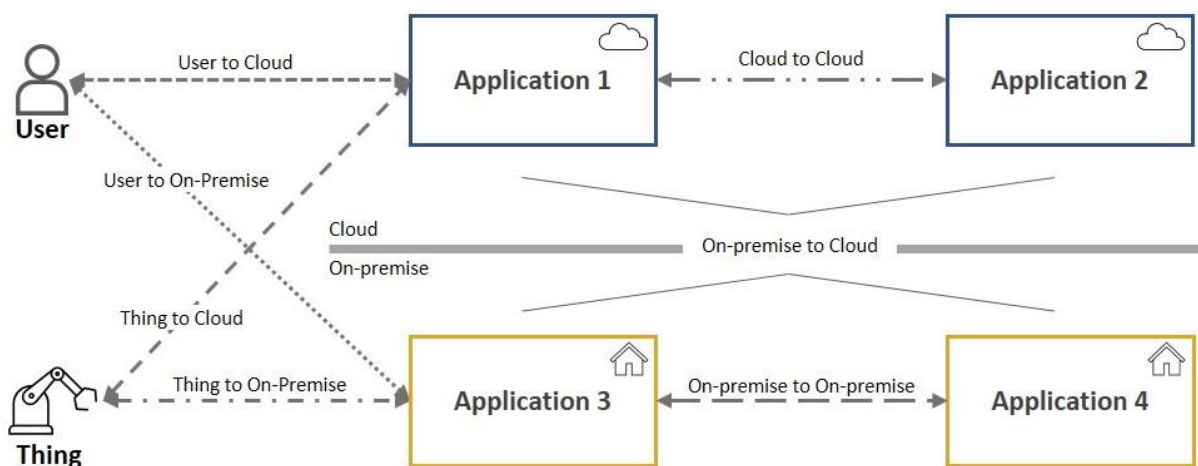 User to Cloud
Application 1
Cloud to Cloud
Application 2
User
User to On-Premise
Cloud
On-premise to Cloud
On-premise
Thing to Cloud
Thing to On-Premise
Application 3
On-premise to On-premise
Application 4
Thing